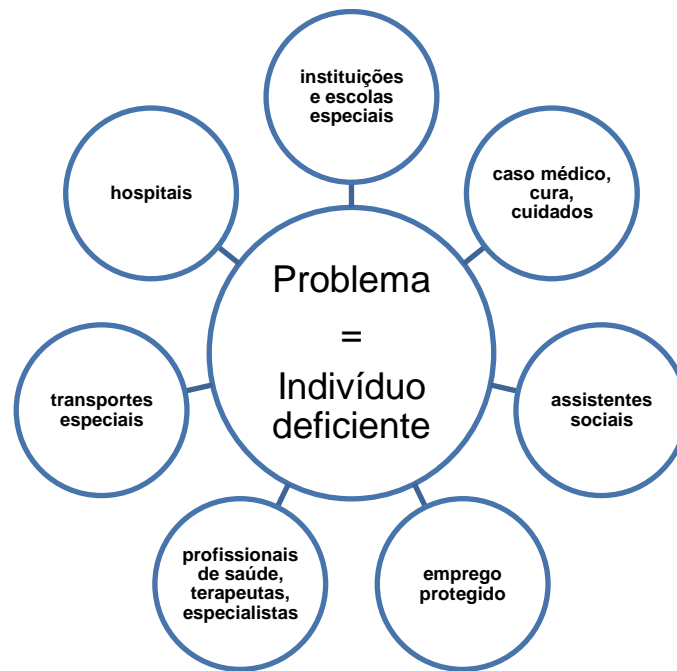 instituições
e escolas
especiais
caso médico,
cura,
cuidados
assistentes
sociais
emprego
protegido
profissionais
de saúde,
terapeutas,
especialistas
transportes
especiais
hospitais
Problema
=
Indivíduo
deficiente